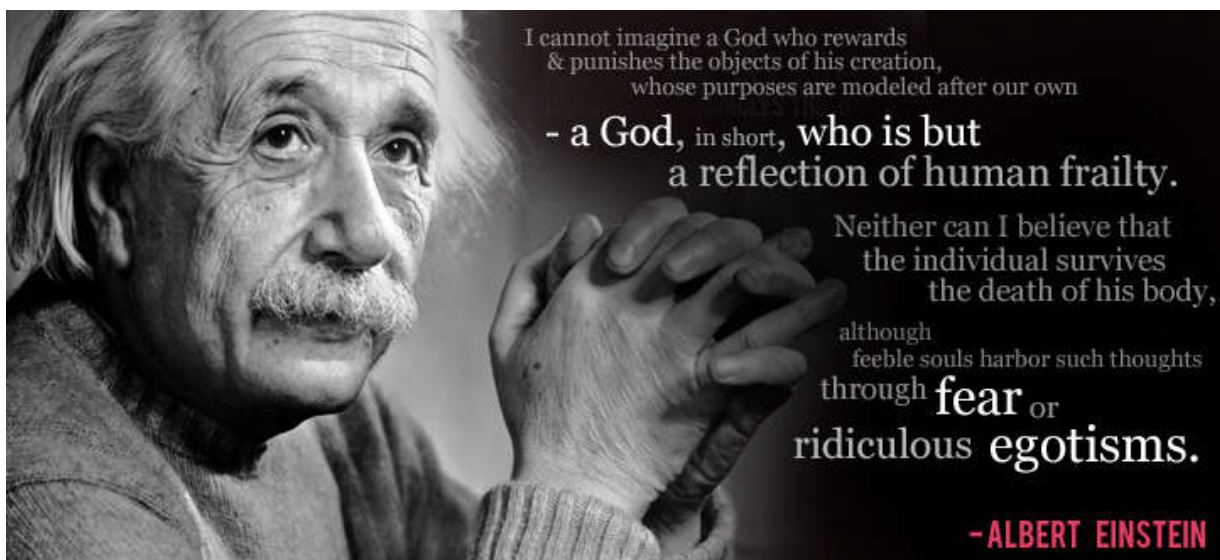 I cannot imagine a God who rewards
& punishes the objects of his creation,
whose purposes are modeled after our own
- a God, in short, who is but
a reflection of human frailty.
Neither can I believe that
the individual survives
the death of his body,
although
feeble souls harbor such thoughts
through fear or
ridiculous egotisms.
-ALBERT EINSTEIN